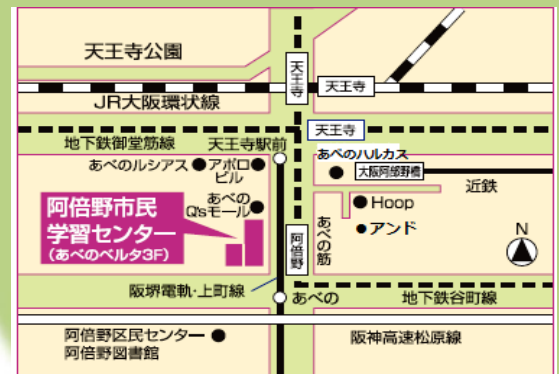 天王寺公園
天王寺
天王寺
JR大阪環状線
天王寺
地下鉄御堂筋線
天王寺駅前
あべのハルカス
あべのルシアス
アポロ
ビル
大阪阿部野橋
近鉄
あべの
Q'sモール
Hoop
阿倍野市民
学習センター
(あべのベルタ3F)
アンド
あべの筋
阿倍野
N
阪堺電軌・上町線
あべの
地下鉄谷町線
阿倍野区民センター
阿倍野図書館
阪神高速松原線